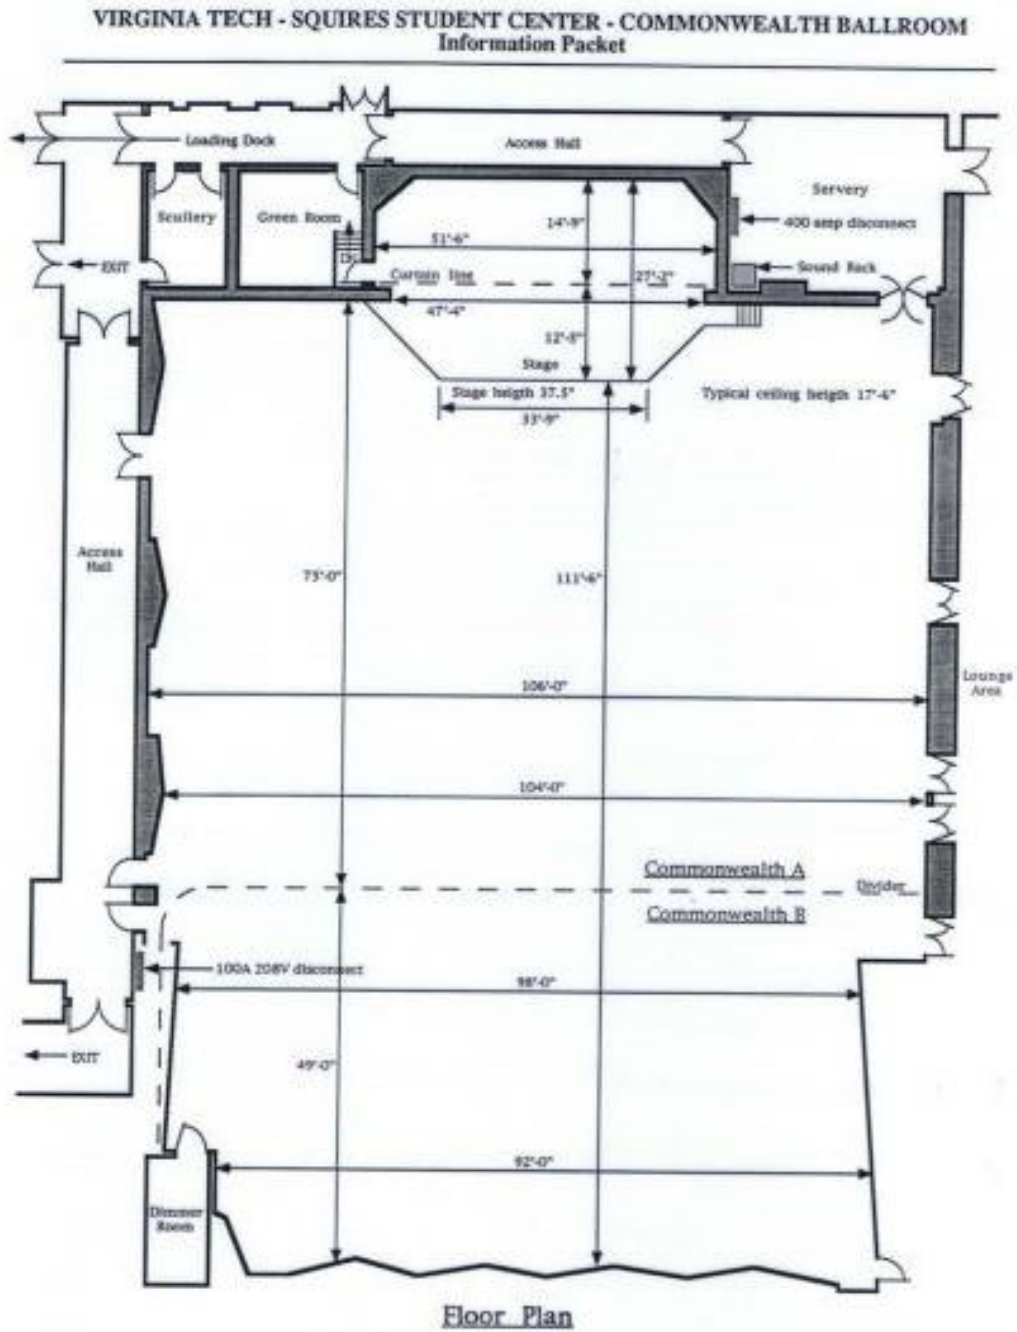 VIRGINIA TECH - SQUIRES STUDENT CENTER - COMMONWEALTH BALLROOM
Information Packet
Loading Dock
Access Hall
Scullery
Green Room
Servery
14'-9"
400 amp disconnect
51'-6"
EXIT
Curtain line
27'-2"
Sound Rack
47'-4"
12'-5"
Stage
Stage heigth 37.5"
Typical ceiling heigth 17'-6"
33'-9"
Access
Hall
75'-0"
111'-6"
106'-0"
Lounge
Area
104'-0"
Commonwealth A
Divider
Commonwealth B
100A 208V disconnect
98'-0"
EXIT
49'-0"
92'-0"
Dimmer
Room
Floor Plan